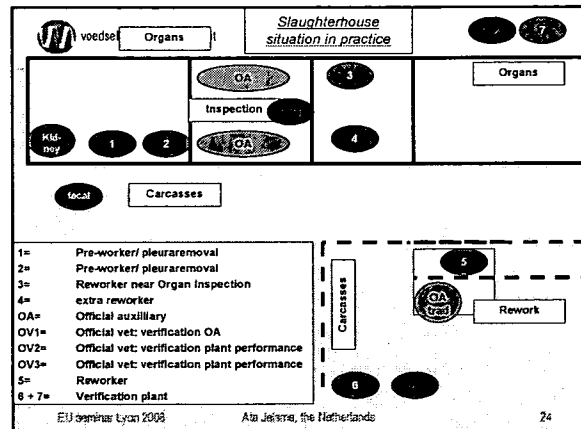 voedsel
Organs
t
Slaughterhouse
situation in practice
7
OA
3
Organs
Inspection
Kid-
ney
1
2
OA
4
fecal
Carcasses
1= Pre-worker/ pleuraremoval
2= Pre-worker/ pleuraremoval
3= Reworker near Organ Inspection
4= extra reworker
OA= Official auxilliary
OV1= Official vet: verification OA
OV2= Official vet: verification plant performance
OV3= Official vet: verification plant performance
5= Reworker
6 + 7= Verification plant
Carcasses
5
OA
trad
Rework
6
EU seminar Lyon 2008
Ate Jelsma, the Netherlands
24